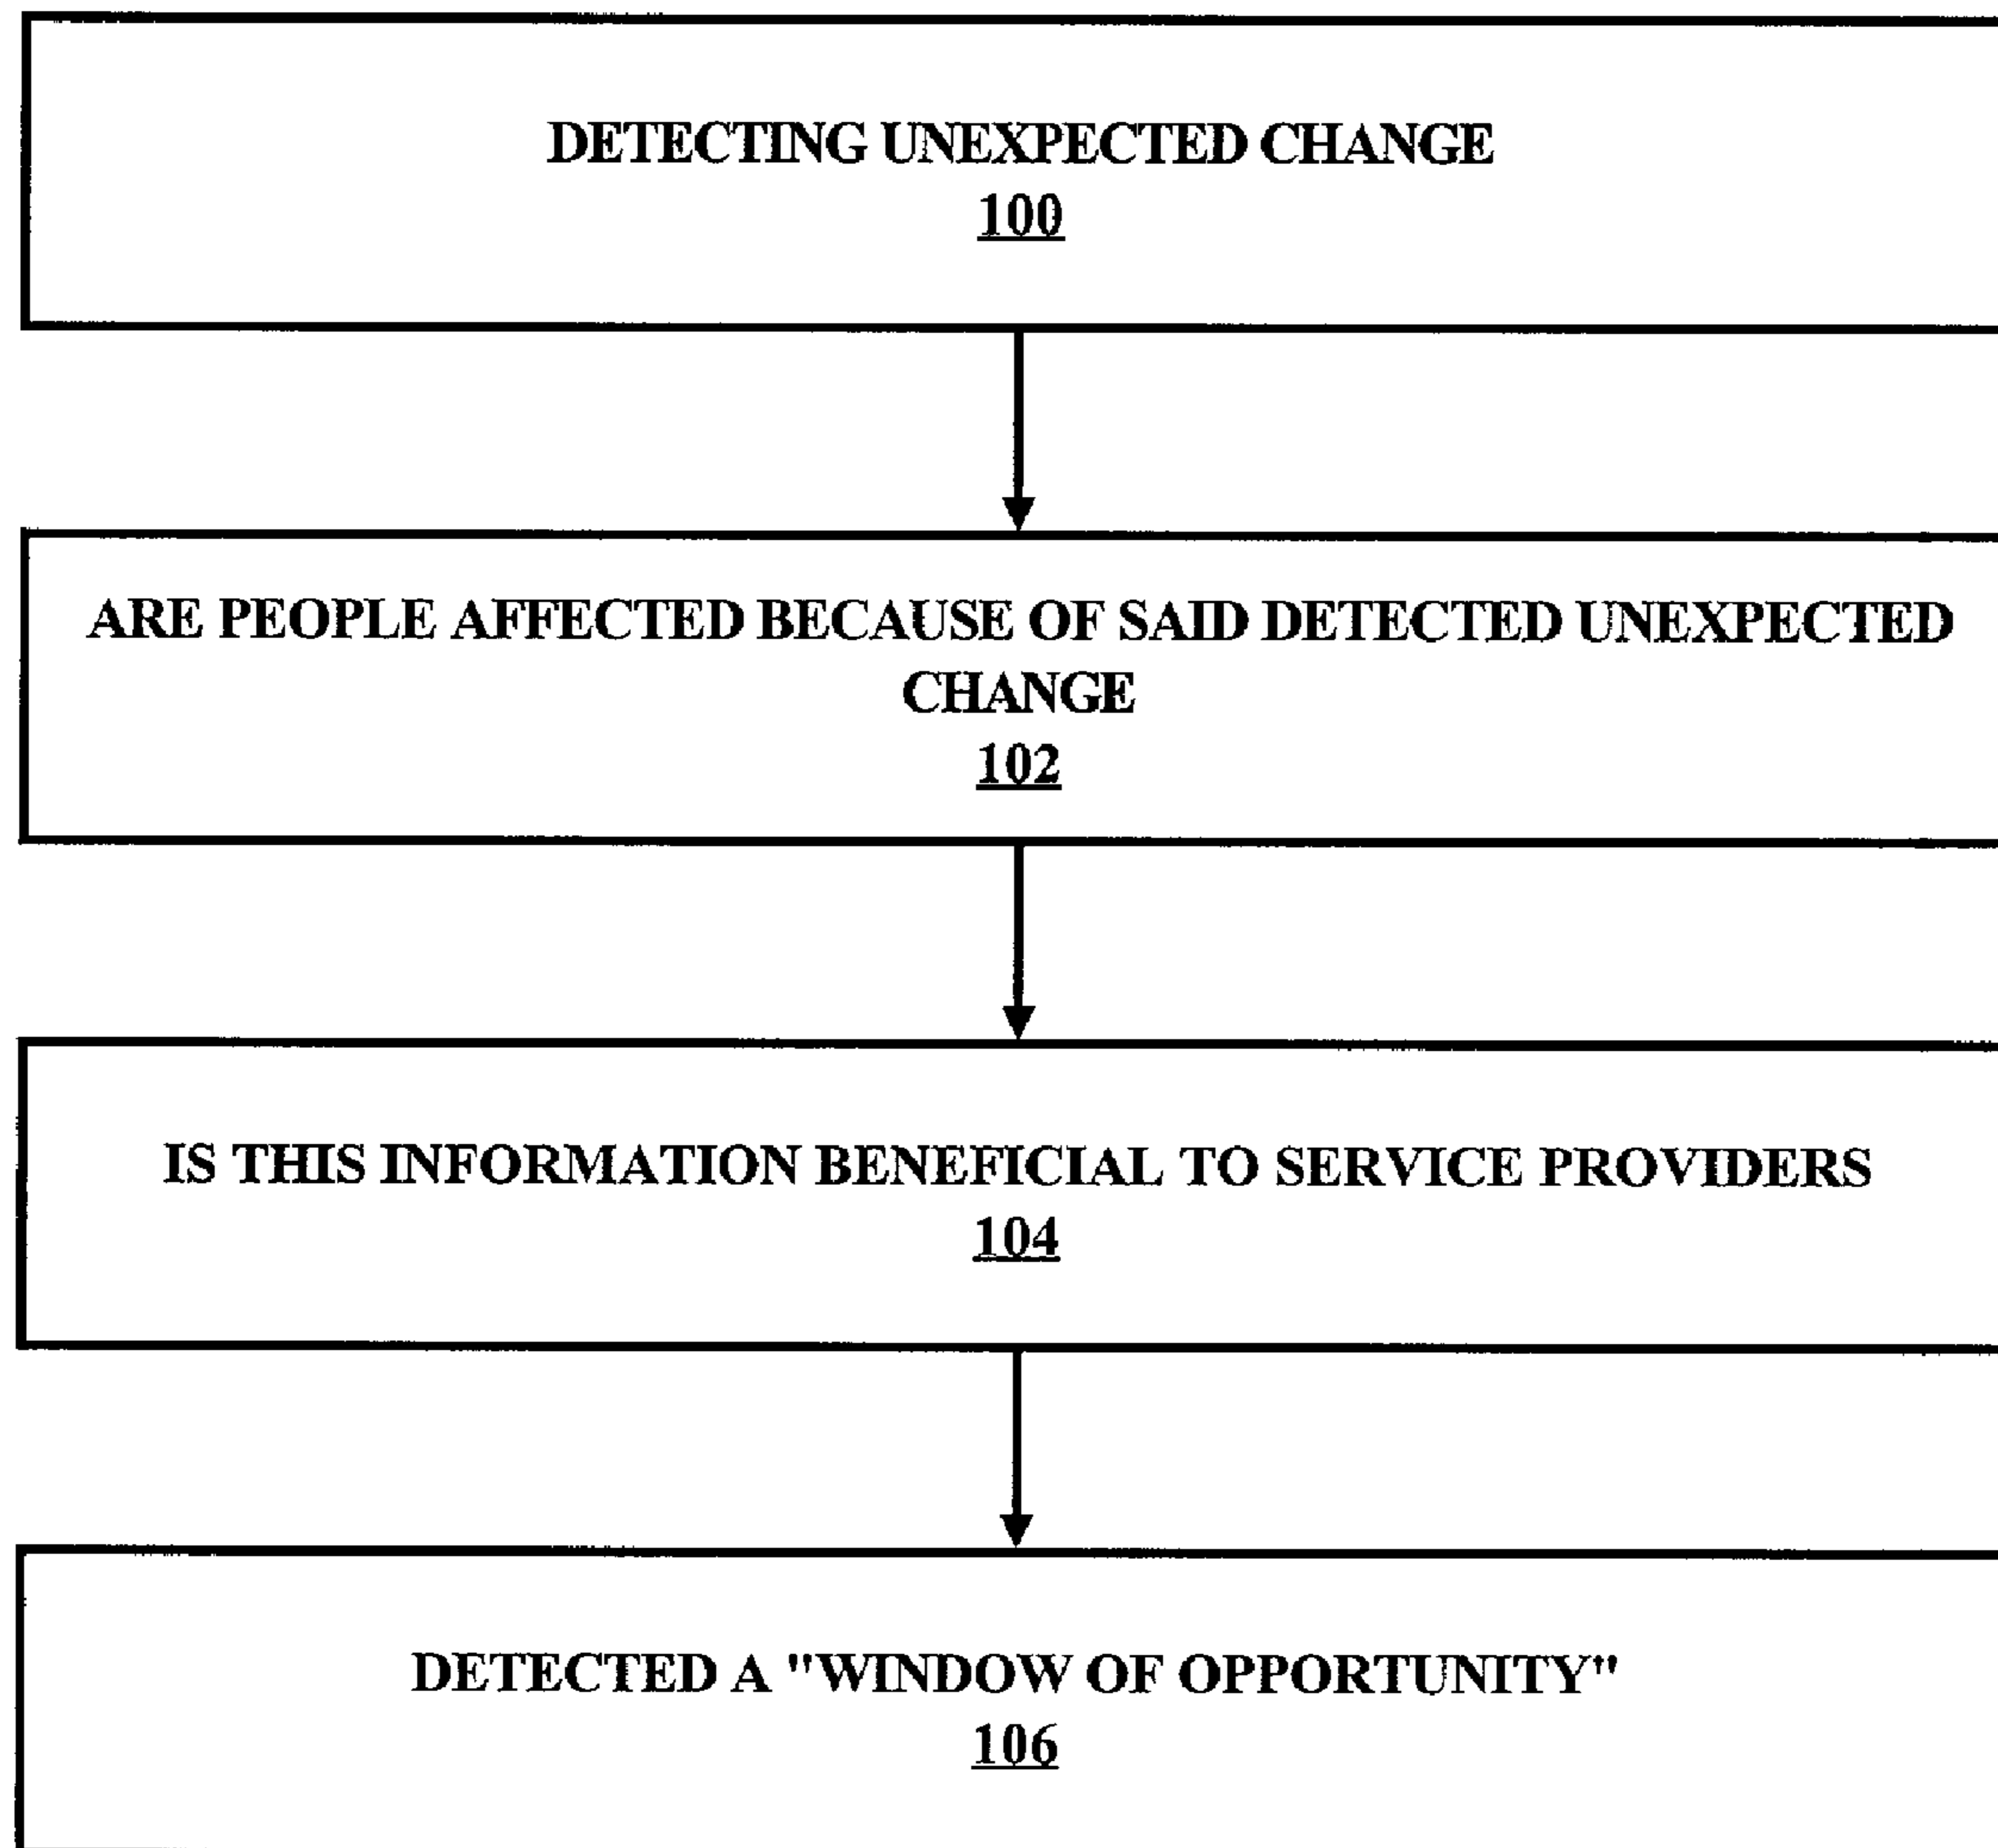 DETECTING UNEXPECTED CHANGE
100
ARE PEOPLE AFFECTED BECAUSE OF SAID DETECTED UNEXPECTED
CHANGE
102
IS THIS INFORMATION BENEFICIAL TO SERVICE PROVIDERS
104
DETECTED A "WINDOW OF OPPORTUNITY"
106